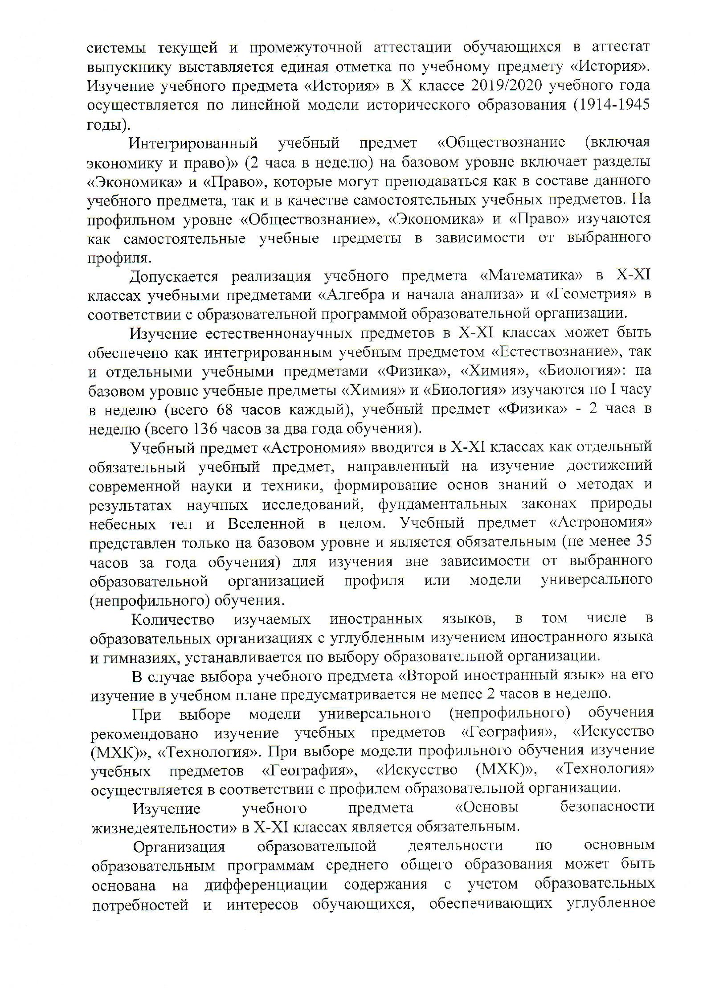 системы текущей и промежуточной аттестации обучающихся в аттестат
выпускнику выставляется единая отметка по учебному предмету «История».
Изучение учебного предмета «История» в X классе 2019/2020 учебного года
осуществляется по линейной модели исторического образования (1914-1945
годы).
Интегрированный учебный предмет «Обществознание (включая
экономику и право)» (2 часа в неделю) на базовом уровне включает разделы
«Экономика» и «Право», которые могут преподаваться как в составе данного
учебного предмета, так и в качестве самостоятельных учебных предметов. На
профильном уровне «Обществознание», «Экономика» и «Право» изучаются
как самостоятельные учебные предметы в зависимости от выбранного
профиля.
Допускается реализация учебного предмета «Математика» в X-XI
классах учебными предметами «Алгебра и начала анализа» и «Геометрия» в
соответствии с образовательной программой образовательной организации.
Изучение естественнонаучных предметов в X-XI классах может быть
обеспечено как интегрированным учебным предметом «Естествознание», так
и отдельными учебными предметами «Физика», «Химия», «Биология»: на
базовом уровне учебные предметы «Химия» и «Биология» изучаются по I часу
в неделю (всего 68 часов каждый), учебный предмет «Физика» - 2 часа в
неделю (всего 136 часов за два года обучения).
Учебный предмет «Астрономия» вводится в X-XI классах как отдельный
обязательный учебный предмет, направленный на изучение достижений
современной науки и техники, формирование основ знаний о методах и
результатах научных исследований, фундаментальных законах природы
небесных тел и Вселенной в целом. Учебный предмет «Астрономия»
представлен только на базовом уровне и является обязательным (не менее 35
часов за года обучения) для изучения вне зависимости от выбранного
образовательной организацией профиля или модели универсального
(непрофильного) обучения.
Количество изучаемых иностранных языков, в том числе в
образовательных организациях с углубленным изучением иностранного языка
и гимназиях, устанавливается по выбору образовательной организации.
В случае выбора учебного предмета «Второй иностранный язык» на его
изучение в учебном плане предусматривается не менее 2 часов в неделю.
При выборе модели универсального (непрофильного) обучения
рекомендовано изучение учебных предметов «География», «Искусство
(МХК)», «Технология». При выборе модели профильного обучения изучение
учебных предметов «География», «Искусство (МХК)», «Технология»
осуществляется в соответствии с профилем образовательной организации.
Изучение учебного предмета «Основы безопасности
жизнедеятельности» в X-XI классах является обязательным.
Организация образовательной деятельности по основным
образовательным программам среднего общего образования может быть
основана на дифференциации содержания с учетом образовательных
потребностей и интересов обучающихся, обеспечивающих углубленное